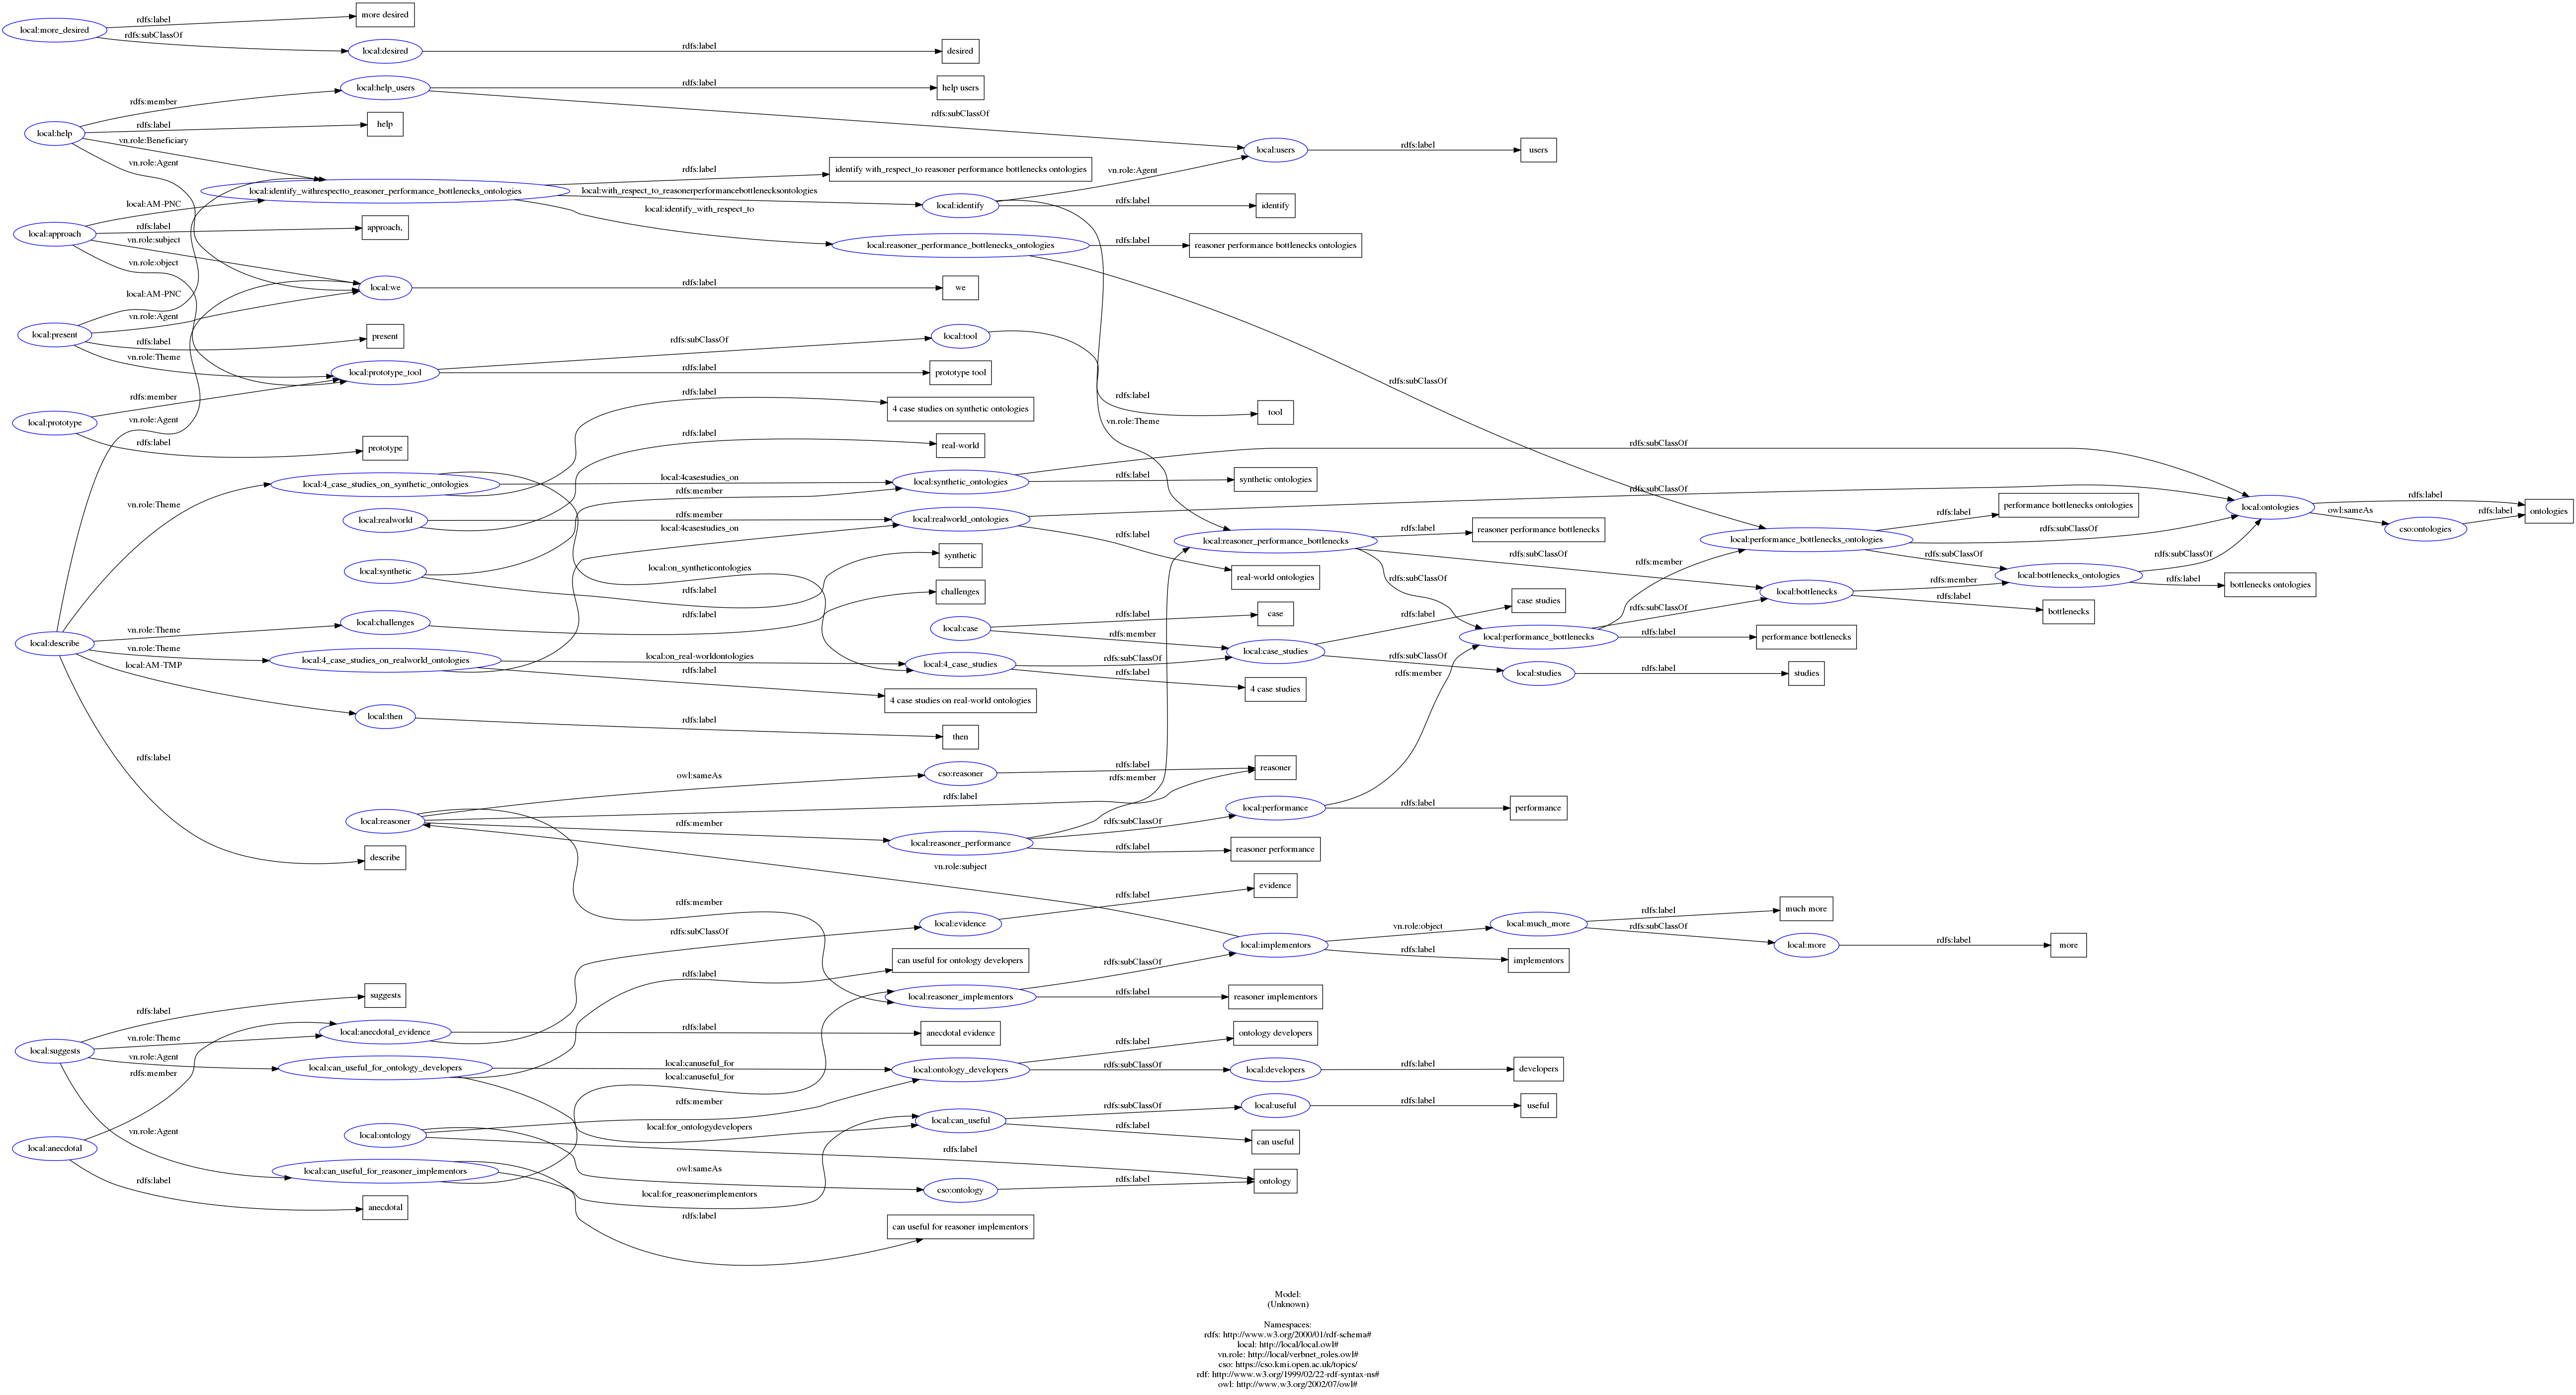 rdfs:label
more desired
local:more_desired
rdfs:subClassOf
local:desired
rdfs:label
desired
rdfs:member
local:help_users
rdfs:label
help users
rdfs:subClassOf
local:help
rdfs:label
help
vn.role:Beneficiary
vn.role:Agent
local:users
rdfs:label
users
rdfs:label
identify with_respect_to reasoner performance bottlenecks ontologies
vn.role:Agent
local:identify_withrespectto_reasoner_performance_bottlenecks_ontologies
local:with_respect_to_reasonerperformancebottlenecksontologies
local:identify
rdfs:label
identify
local:AM-PNC
local:identify_with_respect_to
local:approach
rdfs:label
approach,
vn.role:subject
vn.role:object
local:reasoner_performance_bottlenecks_ontologies
rdfs:label
reasoner performance bottlenecks ontologies
local:we
rdfs:label
we
local:AM-PNC
vn.role:Agent
local:present
rdfs:label
present
vn.role:Theme
rdfs:subClassOf
local:tool
local:prototype_tool
rdfs:label
prototype tool
rdfs:subClassOf
rdfs:member
rdfs:label
4 case studies on synthetic ontologies
rdfs:label
tool
local:prototype
vn.role:Agent
vn.role:Theme
rdfs:label
prototype
rdfs:label
real-world
rdfs:subClassOf
local:4_case_studies_on_synthetic_ontologies
local:4casestudies_on
local:synthetic_ontologies
rdfs:label
synthetic ontologies
rdfs:member
rdfs:subClassOf
vn.role:Theme
local:realworld
rdfs:member
local:realworld_ontologies
local:4casestudies_on
rdfs:label
rdfs:label
reasoner performance bottlenecks
local:reasoner_performance_bottlenecks
rdfs:subClassOf
rdfs:label
performance bottlenecks ontologies
local:performance_bottlenecks_ontologies
rdfs:subClassOf
rdfs:subClassOf
rdfs:subClassOf
local:ontologies
rdfs:label
owl:sameAs
cso:ontologies
rdfs:label
ontologies
local:synthetic
local:on_syntheticontologies
rdfs:label
synthetic
real-world ontologies
rdfs:subClassOf
rdfs:member
local:bottlenecks
rdfs:member
local:bottlenecks_ontologies
rdfs:label
bottlenecks ontologies
rdfs:label
bottlenecks
challenges
local:challenges
rdfs:label
local:case
rdfs:label
case
rdfs:member
rdfs:label
case studies
rdfs:subClassOf
local:performance_bottlenecks
rdfs:label
performance bottlenecks
local:describe
vn.role:Theme
vn.role:Theme
local:AM-TMP
local:4_case_studies_on_realworld_ontologies
local:on_real-worldontologies
rdfs:label
local:4_case_studies
rdfs:subClassOf
rdfs:label
local:case_studies
rdfs:subClassOf
rdfs:member
local:studies
rdfs:label
studies
4 case studies
4 case studies on real-world ontologies
local:then
rdfs:label
then
rdfs:label
owl:sameAs
cso:reasoner
rdfs:label
reasoner
rdfs:member
rdfs:label
local:reasoner
rdfs:member
local:reasoner_performance
rdfs:subClassOf
local:performance
rdfs:label
performance
rdfs:label
reasoner performance
describe
vn.role:subject
rdfs:label
evidence
rdfs:member
local:evidence
rdfs:subClassOf
local:implementors
vn.role:object
local:much_more
rdfs:label
much more
rdfs:subClassOf
local:more
rdfs:label
more
rdfs:label
implementors
can useful for ontology developers
rdfs:label
rdfs:subClassOf
local:reasoner_implementors
rdfs:label
reasoner implementors
suggests
rdfs:label
local:anecdotal_evidence
rdfs:label
anecdotal evidence
vn.role:Theme
local:suggests
vn.role:Agent
rdfs:member
local:can_useful_for_ontology_developers
local:canuseful_for
local:canuseful_for
local:ontology_developers
rdfs:label
ontology developers
rdfs:subClassOf
local:developers
rdfs:label
developers
rdfs:member
local:ontology
local:for_ontologydevelopers
local:can_useful
rdfs:subClassOf
local:useful
rdfs:label
useful
rdfs:label
can useful
vn.role:Agent
local:anecdotal
rdfs:label
local:can_useful_for_reasoner_implementors
owl:sameAs
rdfs:label
cso:ontology
rdfs:label
ontology
local:for_reasonerimplementors
anecdotal
rdfs:label
can useful for reasoner implementors
Model:
(Unknown)
Namespaces:
rdfs: http://www.w3.org/2000/01/rdf-schema#
local: http://local/local.owl#
vn.role: http://local/verbnet_roles.owl#
cso: https://cso.kmi.open.ac.uk/topics/
rdf: http://www.w3.org/1999/02/22-rdf-syntax-ns#
owl: http://www.w3.org/2002/07/owl#